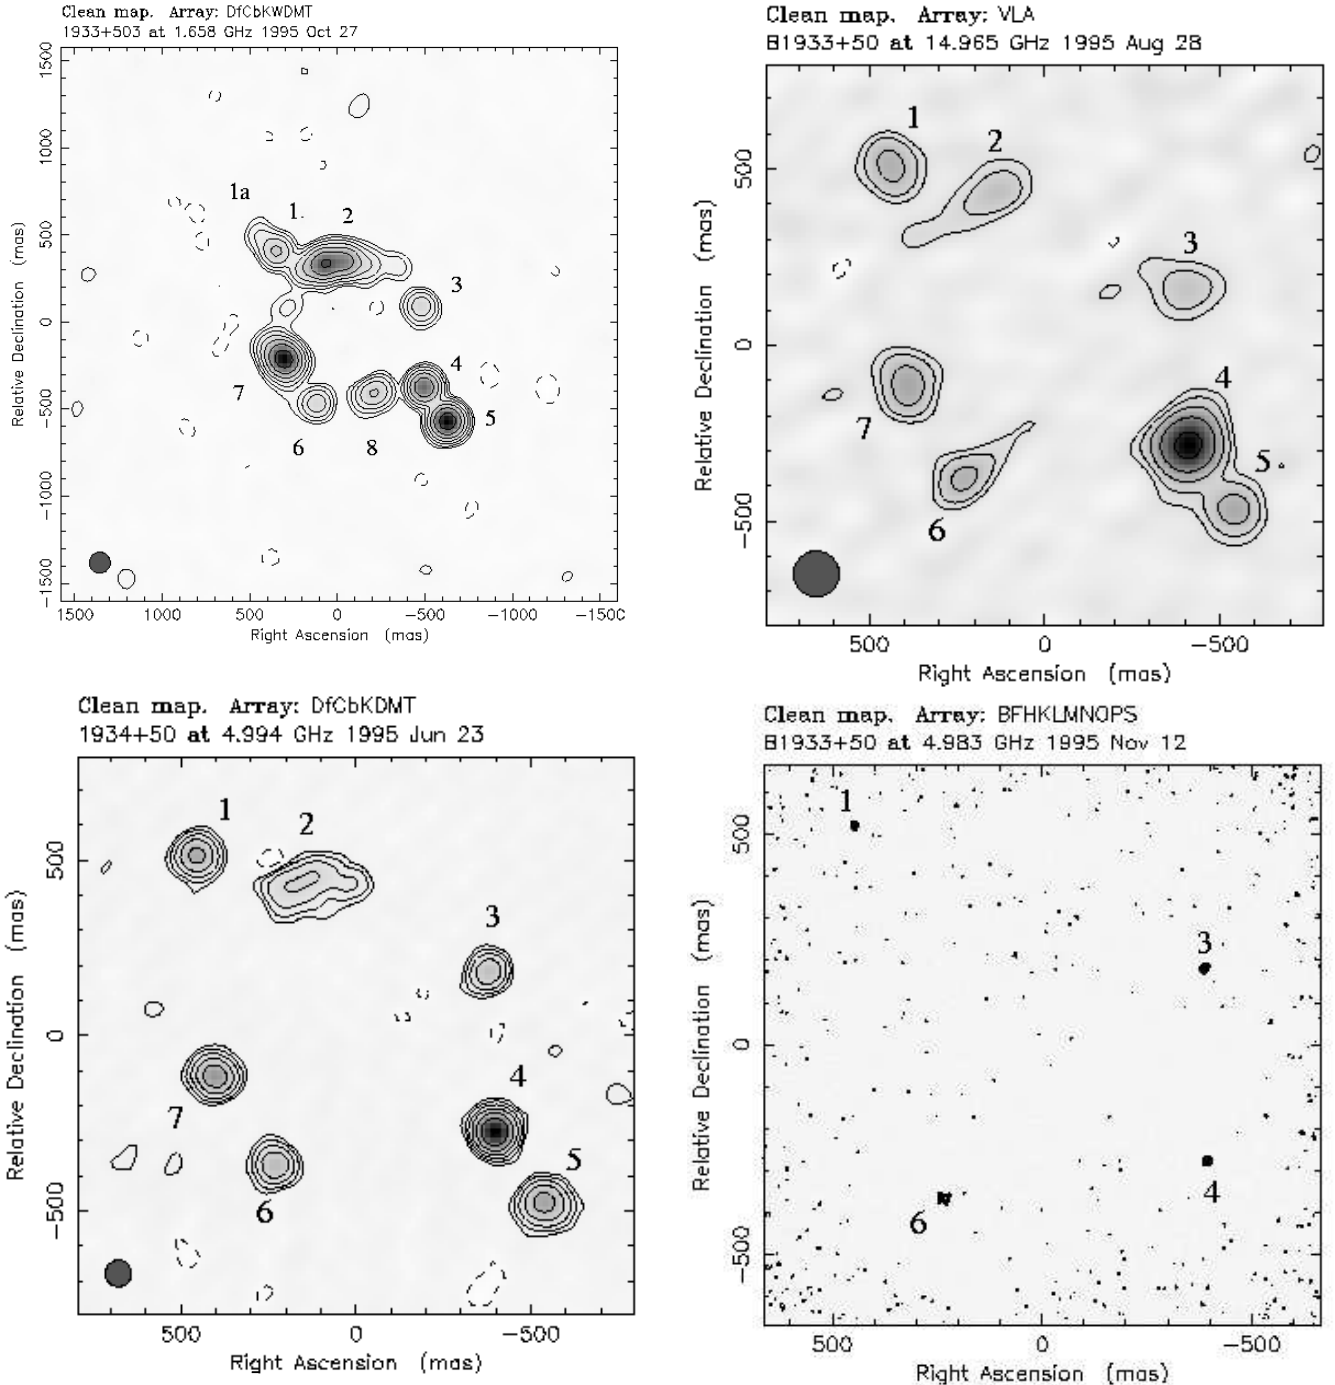 Clean map. Array: DfCbKWDMT
1933+503 at 1.658 GHz 1995 Oct 27
1500
1000
500
0
−500
−1000
−1500
Relative Declination (mas)
1a
1
2
3
4
5
6
7
8
1500 1000 500 0 −500 −1000 −1500
Right Ascension (mas)
Clean map. Array: VLA
B1933+50 at 14.965 GHz 1995 Aug 28
500
0
−500
Relative Declination (mas)
1
2
3
4
5
6
7
500 0 −500
Right Ascension (mas)
Clean map. Array: DfCbKDMT
1934+50 at 4.994 GHz 1995 Jun 23
500
0
−500
Relative Declination (mas)
1
2
3
4
5
6
7
500 0 −500
Right Ascension (mas)
Clean map. Array: BFHKLMNOPS
B1933+50 at 4.983 GHz 1995 Nov 12
500
0
−500
Relative Declination (mas)
1
3
4
6
500 0 −500
Right Ascension (mas)